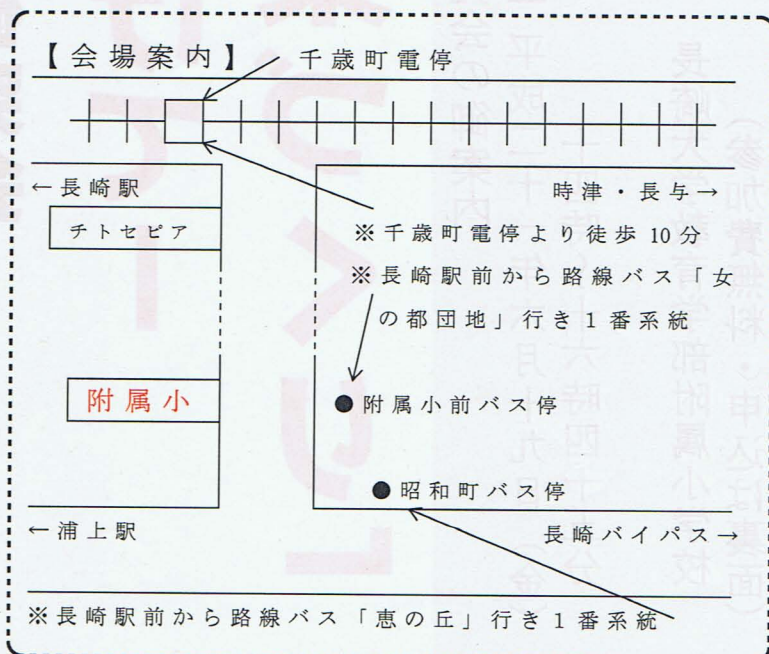 【会場案内】
千歳町電停
←長崎駅
時津・長与→
チトセピア
※千歳町電停より徒歩10分
※長崎駅前から路線バス「女
の都団地」行き1番系統
附属小
附属小前バス停
昭和町バス停
←浦上駅
長崎バイパス→
※長崎駅前から路線バス「恵の丘」行き1番系統